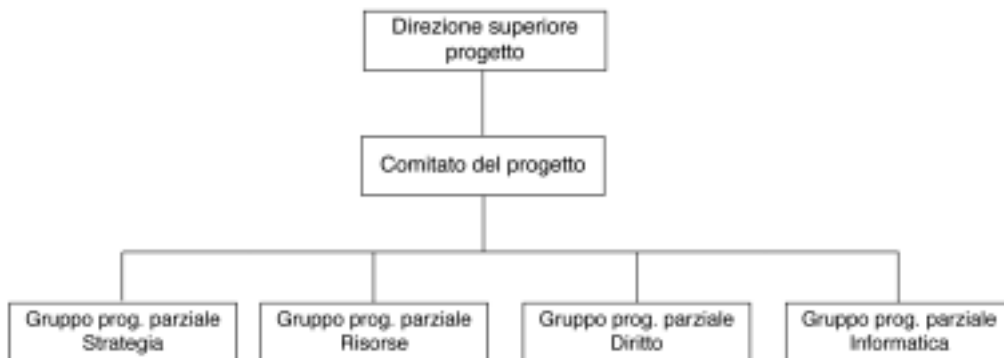 Direzione superiore
progetto
Comitato del progetto
Gruppo prog. parziale
Strategia
Gruppo prog. parziale
Risorse
Gruppo prog. parziale
Diritto
Gruppo prog. parziale
Informatica